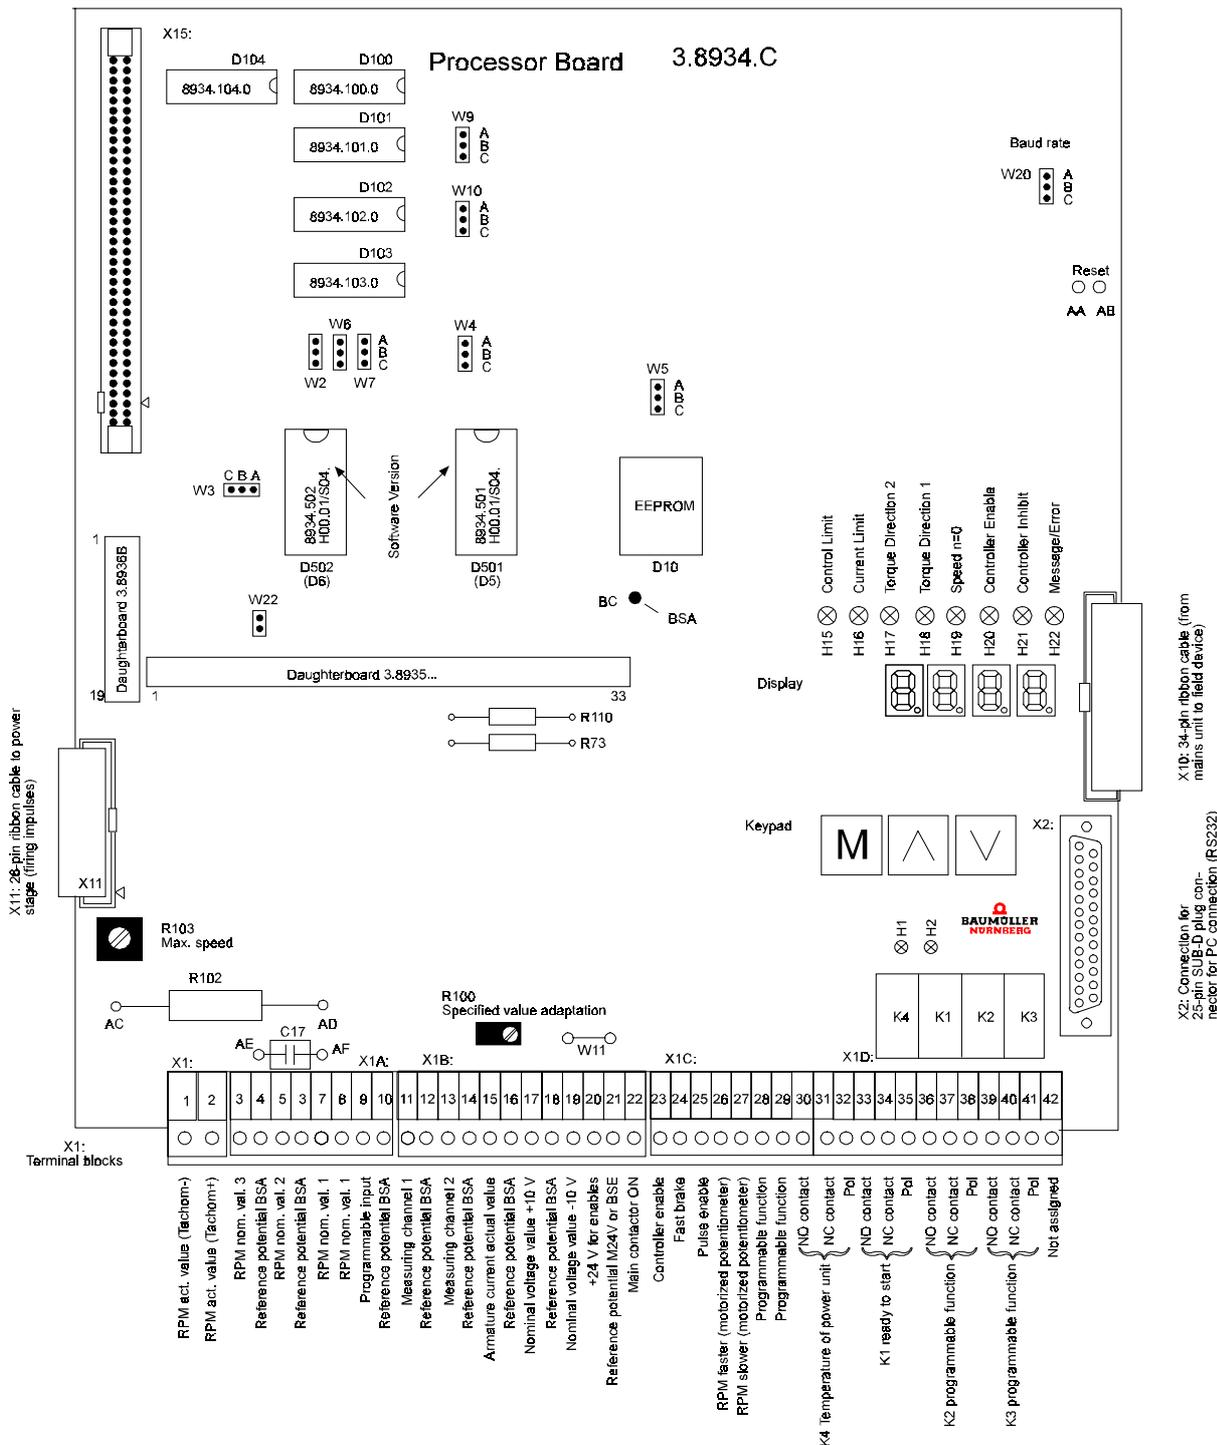 X15:
Processor Board 3.8934.C
D104
8934.104.0
D100
8934.100.0
D101
8934.101.0
W9
A
B
C
Baud rate
W20
A
B
C
D102
8934.102.0
W10
A
B
C
D103
8934.103.0
Reset
AA AB
W6
W2 W7
A
B
C
W4
A
B
C
W5
A
B
C
C B A
W3
8934.502
H00.01/S04.
D502
(D6)
Software Version
8934.501
H00.01/S04.
D501
(D5)
EEPROM
D10
BC
BSA
H15 Control Limit
H16 Current Limit
H17 Torque Direction 2
H18 Torque Direction 1
H19 Speed n=0
H20 Controller Enable
H21 Controller Inhibit
H22 Message/Error
1
Daughterboard 3.8936B
19
W22
Daughterboard 3.8935...
1 33
Display
R110
R73
X10: 34-pin ribbon cable (from
mains unit to field device)
X11: 26-pin ribbon cable to power
stage (firing impulses)
X11
Keypad
M
X2:
X2: Connection for
25-pin SUB-D plug con-
nector for PC connection (RS232)
R103
Max. speed
H1
H2
BAUMÜLLER
NÜRNBERG
R102
AC AD
R100
Specified value adaptation
K4 K1 K2 K3
AE C17 AF
W11
X1: X1A: X1B: X1C: X1D:
1 2 3 4 5 3 7 8 9 10 11 12 13 14 15 16 17 18 19 20 21 22 23 24 25 26 27 28 29 30 31 32 33 34 35 36 37 38 39 40 41 42
X1:
Terminal blocks
RPM act. value (Tachom-)
RPM act. value (Tachom+)
RPM nom. val. 3
Reference potential BSA
RPM nom. val. 2
Reference potential BSA
RPM nom. val. 1
RPM nom. val. 1
Programmable input
Reference potential BSA
Measuring channel 1
Reference potential BSA
Measuring channel 2
Reference potential BSA
Armature current actual value
Reference potential BSA
Nominal voltage value +10 V
Reference potential BSA
Nominal voltage value -10 V
+24 V for enables
Reference potential M24V or BSE
Main contactor ON
Controller enable
Fast brake
Pulse enable
RPM faster (motorized potentiometer)
RPM slower (motorized potentiometer)
Programmable function
Programmable function
NO contact
NC contact
Pol
K4 Temperature of power unit
NO contact
NC contact
Pol
K1 ready to start
NO contact
NC contact
Pol
K2 programmable function
NO contact
NC contact
Pol
K3 programmable function
Not assigned